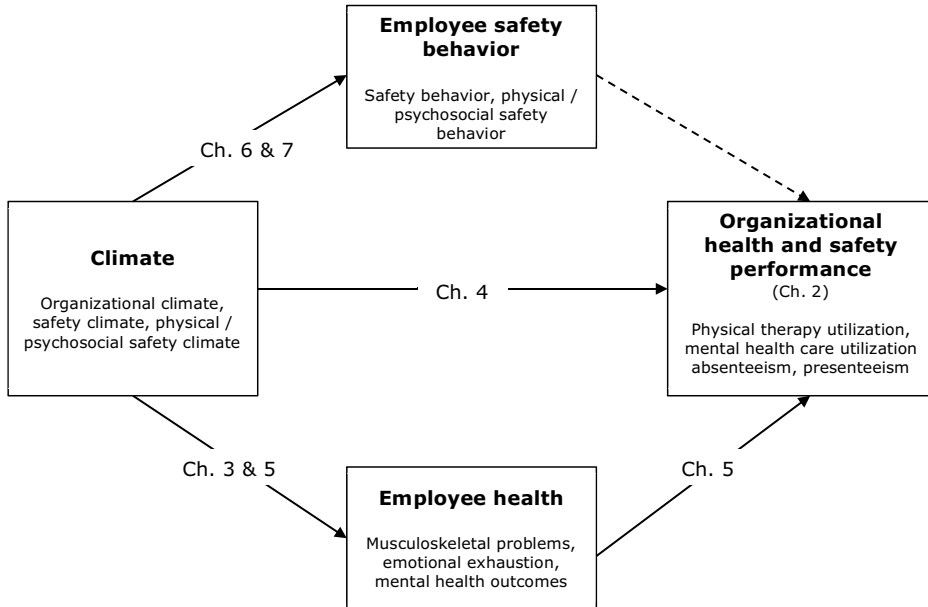 Employee safety
behavior
Safety behavior, physical /
psychosocial safety
behavior
Ch. 6 & 7
Climate
Organizational climate,
safety climate, physical /
psychosocial safety climate
Ch. 4
Organizational
health and safety
performance
(Ch. 2)
Physical therapy utilization,
mental health care utilization
absenteeism, presenteeism
Ch. 3 & 5
Ch. 5
Employee health
Musculoskeletal problems,
emotional exhaustion,
mental health outcomes